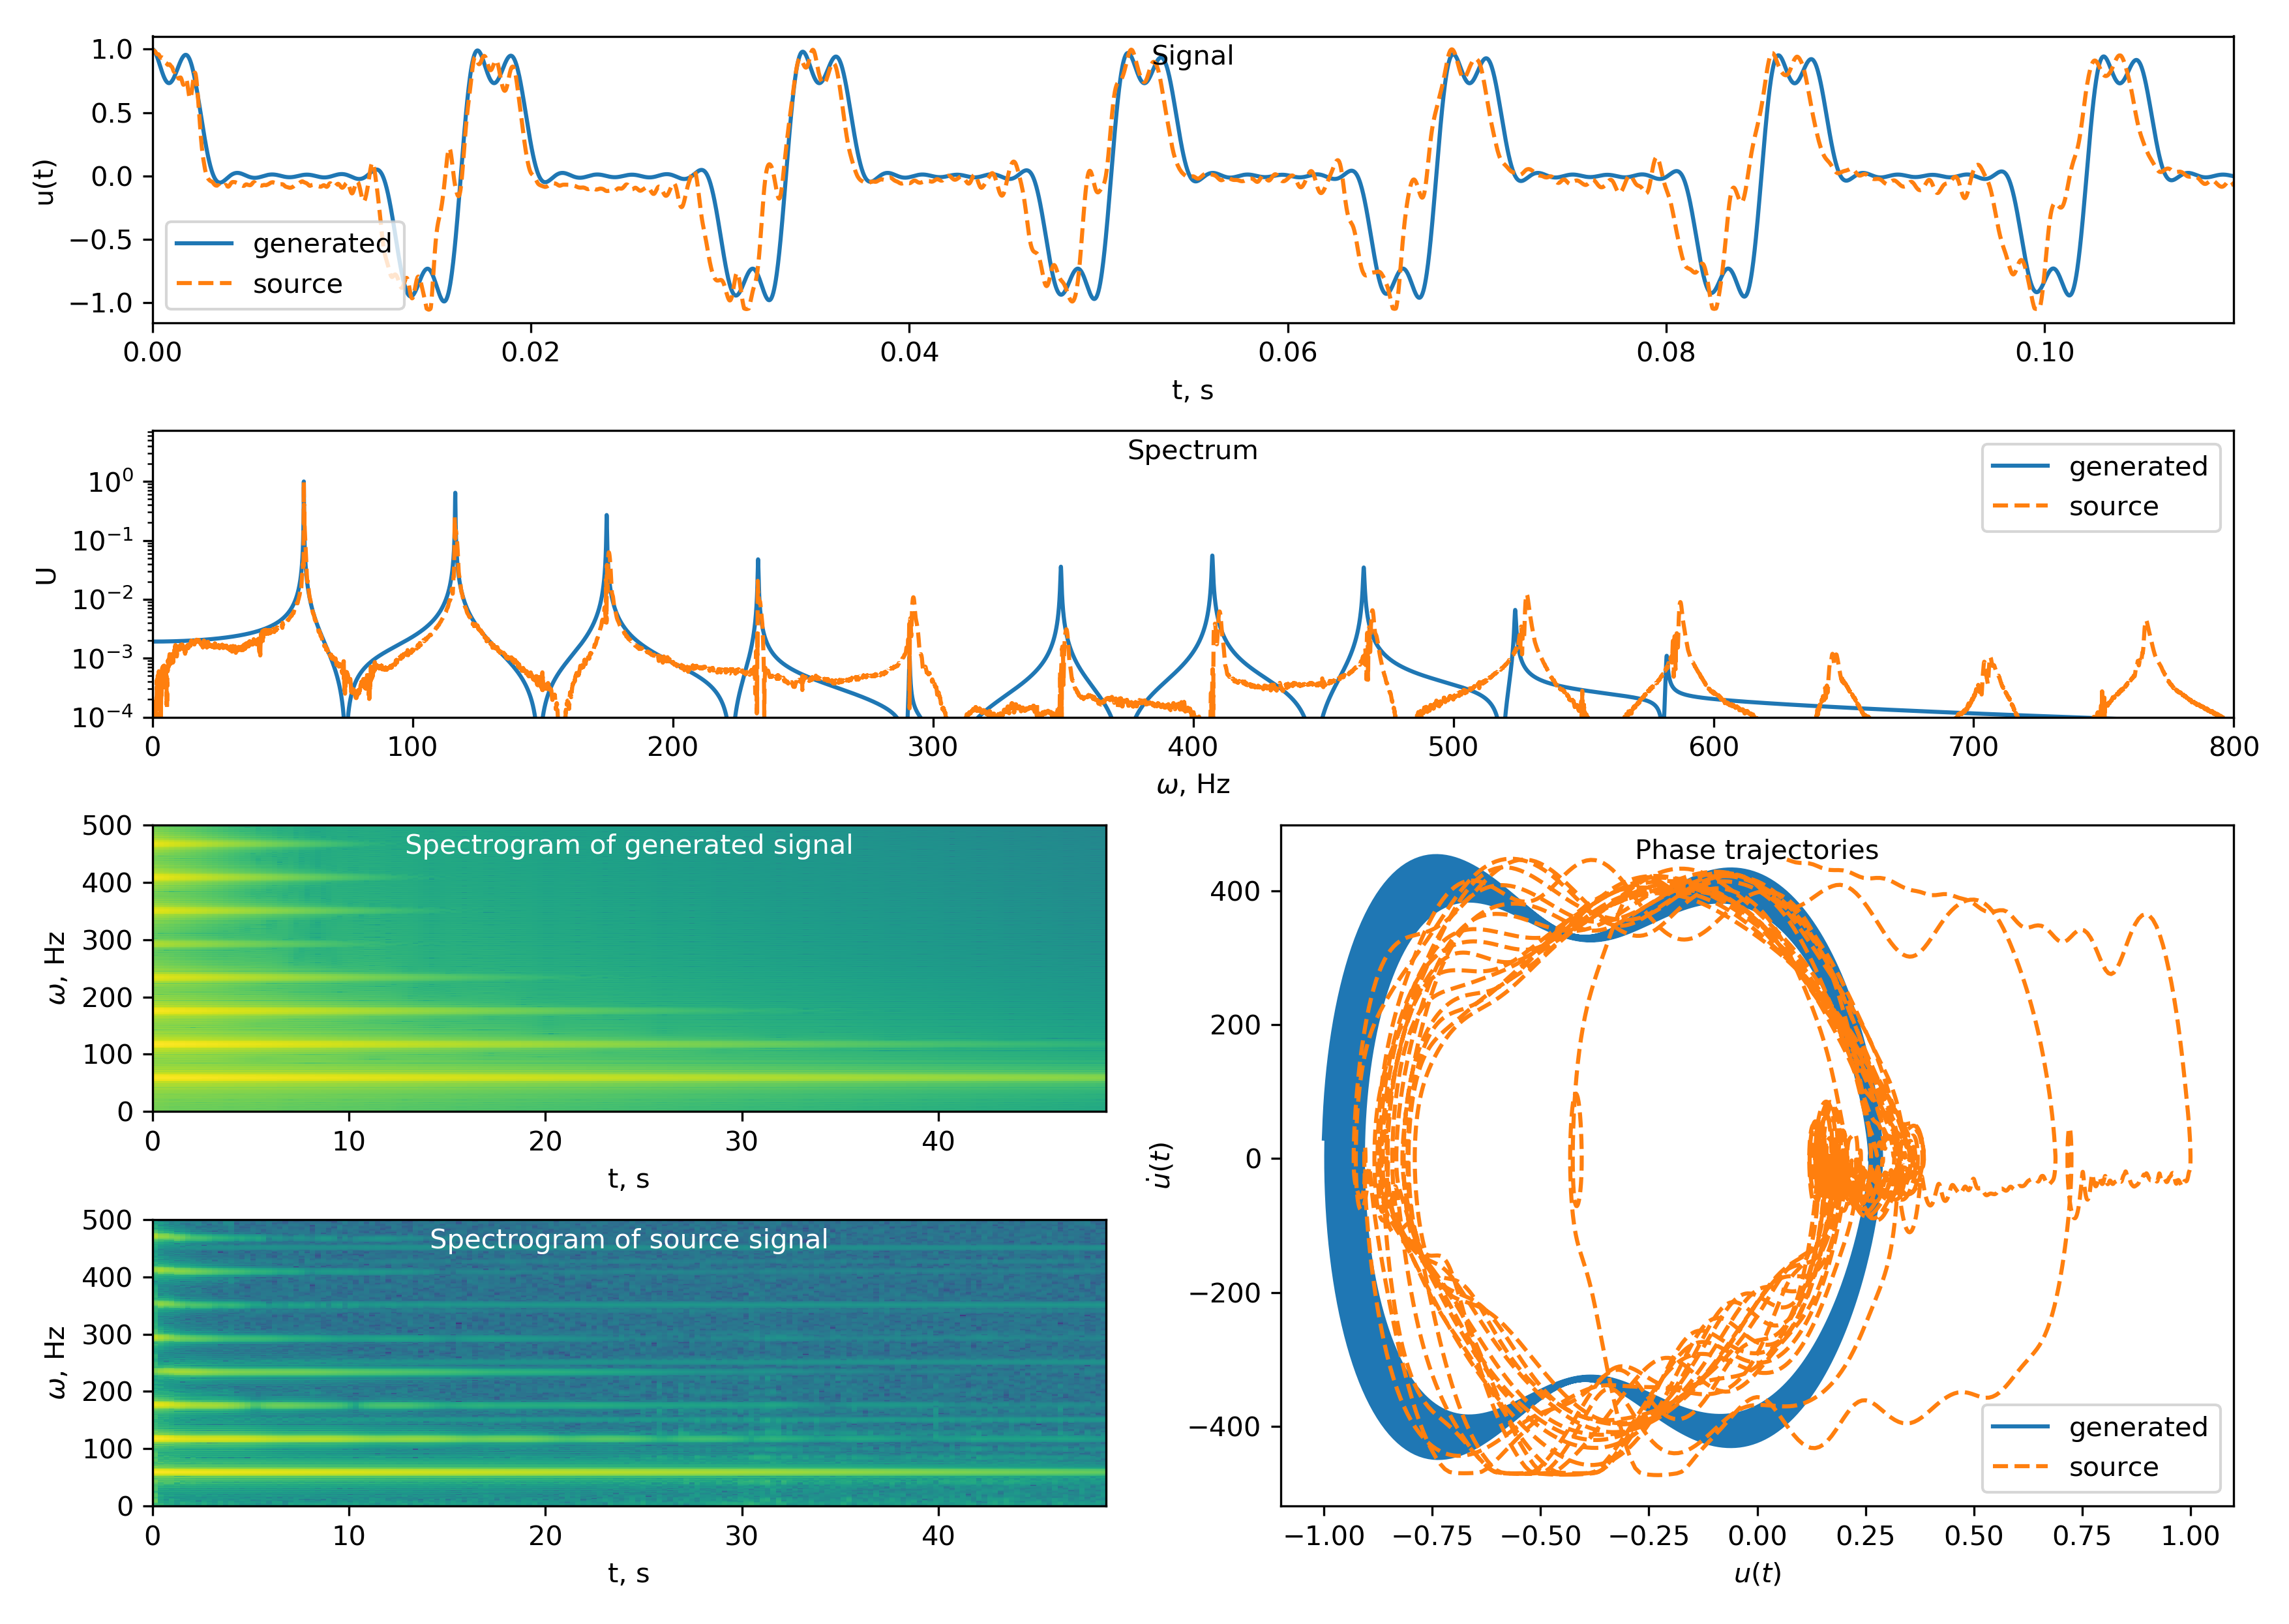 Signal
1.0
0.5
0.0
−0.5
−1.0
u(t)
generated
source
0.00 0.02 0.04 0.06 0.08 0.10
t, s
Spectrum
10⁰
10⁻¹
10⁻²
10⁻³
10⁻⁴
U
generated
source
0 100 200 300 400 500 600 700 800
ω, Hz
Spectrogram of generated signal
500
400
300
200
100
0
ω, Hz
0 10 20 30 40
t, s
Spectrogram of source signal
500
400
300
200
100
0
ω, Hz
0 10 20 30 40
t, s
Phase trajectories
400
200
0
−200
−400
u̇(t)
generated
source
−1.00 −0.75 −0.50 −0.25 0.00 0.25 0.50 0.75 1.00
u(t)